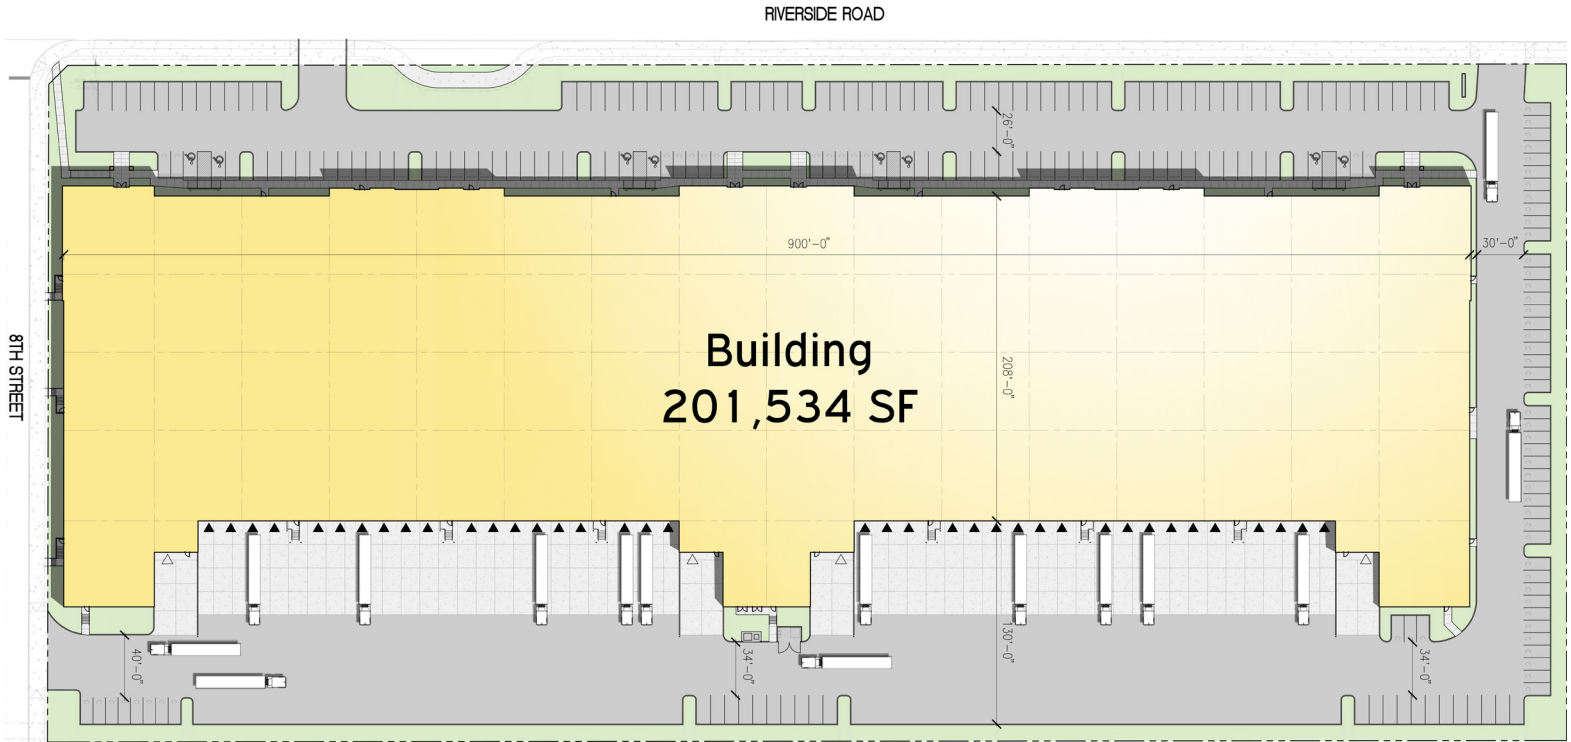 RIVERSIDE ROAD
26'-0"
900'-0"
30'-0"
8TH STREET
Building
201,534 SF
208'-0"
130'-0"
40'-0"
34'-0"
34'-0"